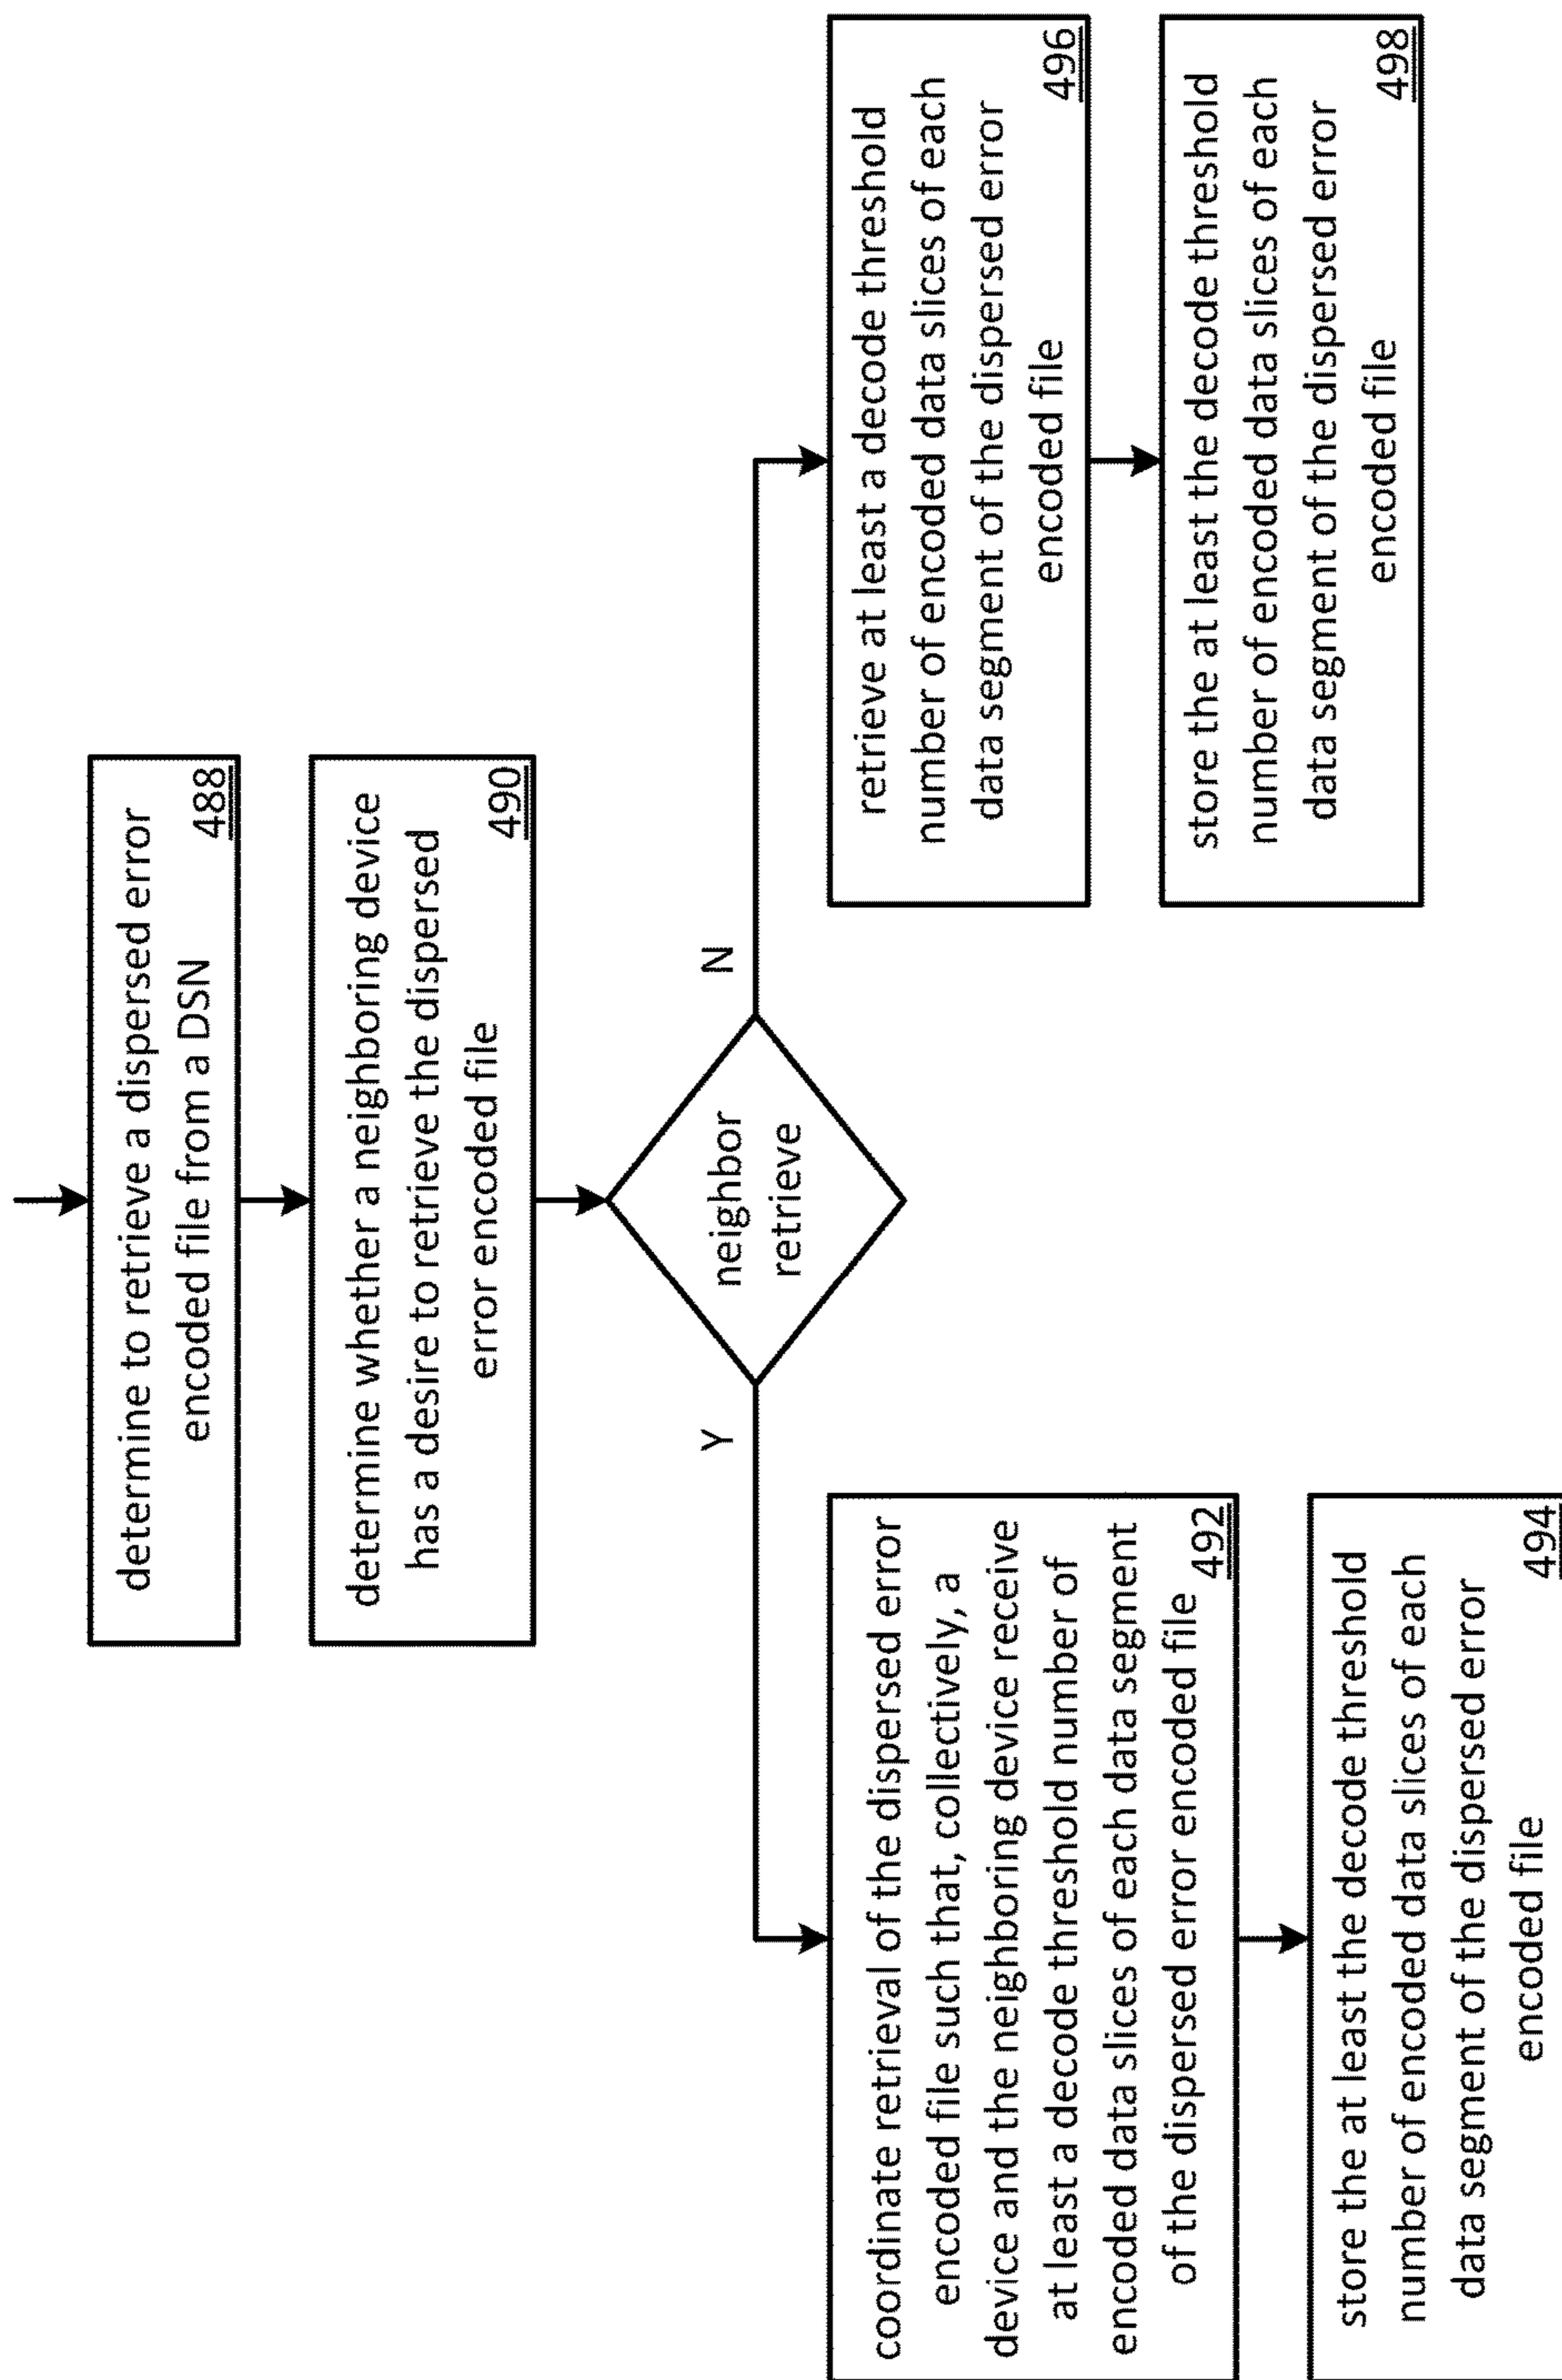 determine to retrieve a dispersed error
encoded file from a DSN
488
determine whether a neighboring device
has a desire to retrieve the dispersed
error encoded file
490
neighbor
retrieve
Y
N
coordinate retrieval of the dispersed error
encoded file such that, collectively, a
device and the neighboring device receive
at least a decode threshold number of
encoded data slices of each data segment
of the dispersed error encoded file
492
store the at least the decode threshold
number of encoded data slices of each
data segment of the dispersed error
encoded file
494
retrieve at least a decode threshold
number of encoded data slices of each
data segment of the dispersed error
encoded file
496
store the at least the decode threshold
number of encoded data slices of each
data segment of the dispersed error
encoded file
498